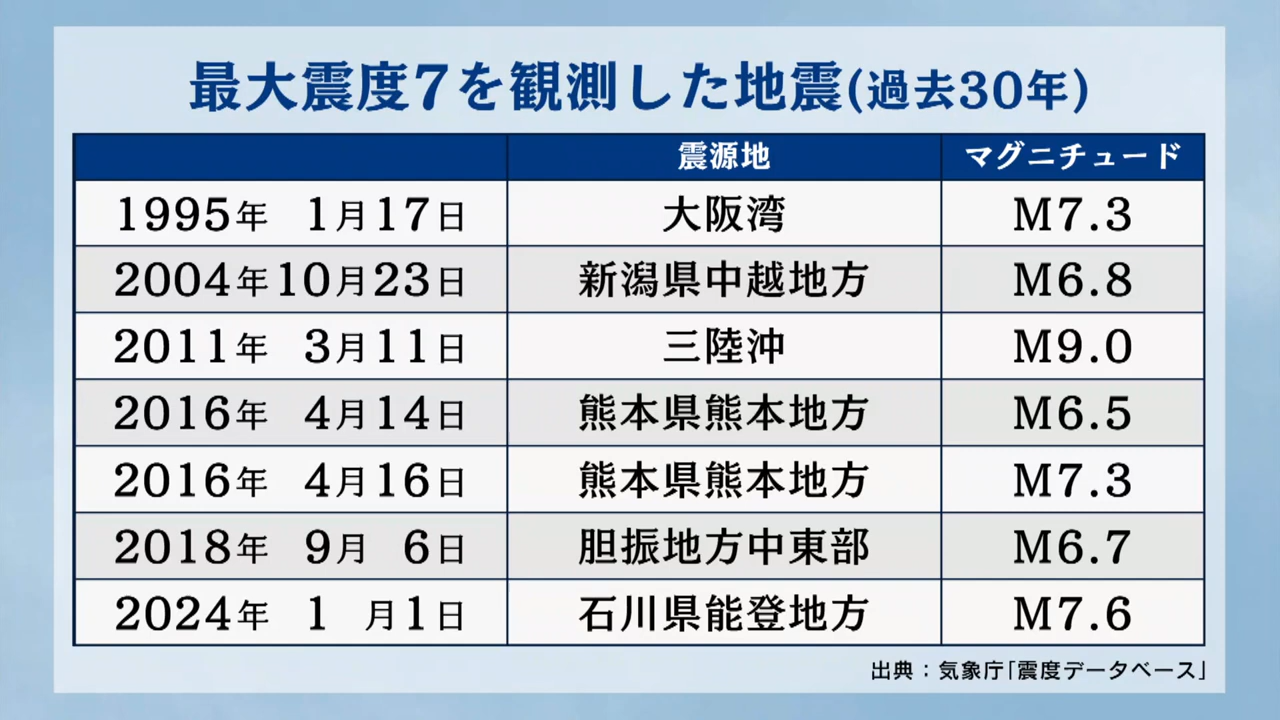 最大震度7を観測した地震(過去30年)
震源地 マグニチュード
1995年 1月17日 大阪湾 M7.3
2004年10月23日 新潟県中越地方 M6.8
2011年 3月11日 三陸沖 M9.0
2016年 4月14日 熊本県熊本地方 M6.5
2016年 4月16日 熊本県熊本地方 M7.3
2018年 9月 6日 胆振地方中東部 M6.7
2024年 1 月1日 石川県能登地方 M7.6
出典：気象庁｢震度データベース｣